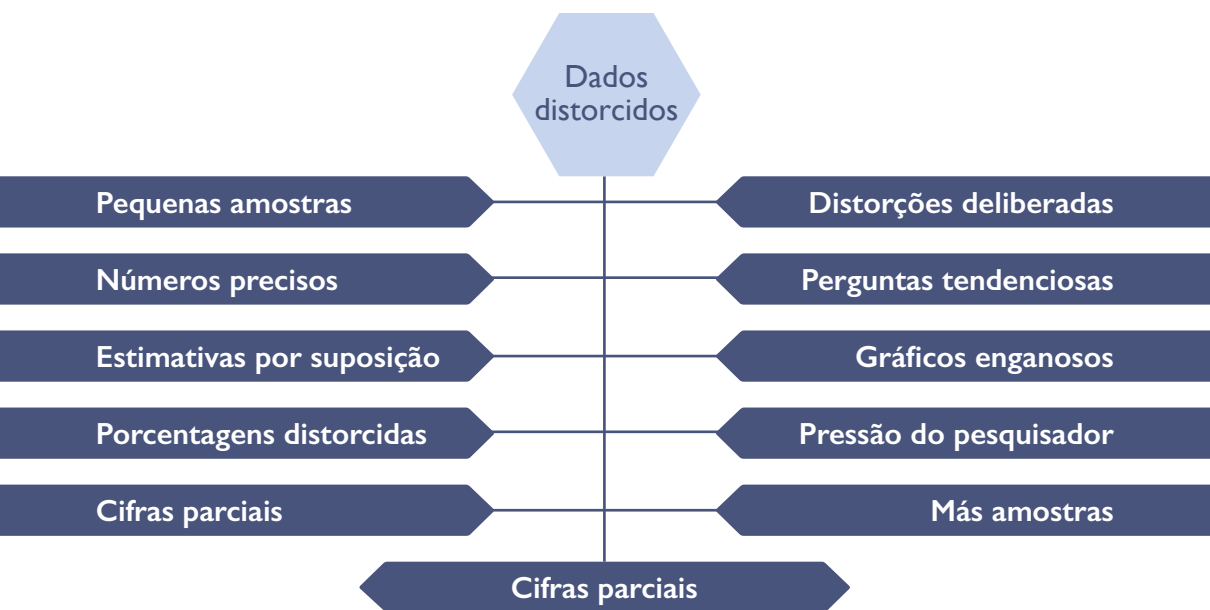 Dados
distorcidos
Pequenas amostras
Distorções deliberadas
Números precisos
Perguntas tendenciosas
Estimativas por suposição
Gráficos enganosos
Porcentagens distorcidas
Pressão do pesquisador
Cifras parciais
Más amostras
Cifras parciais